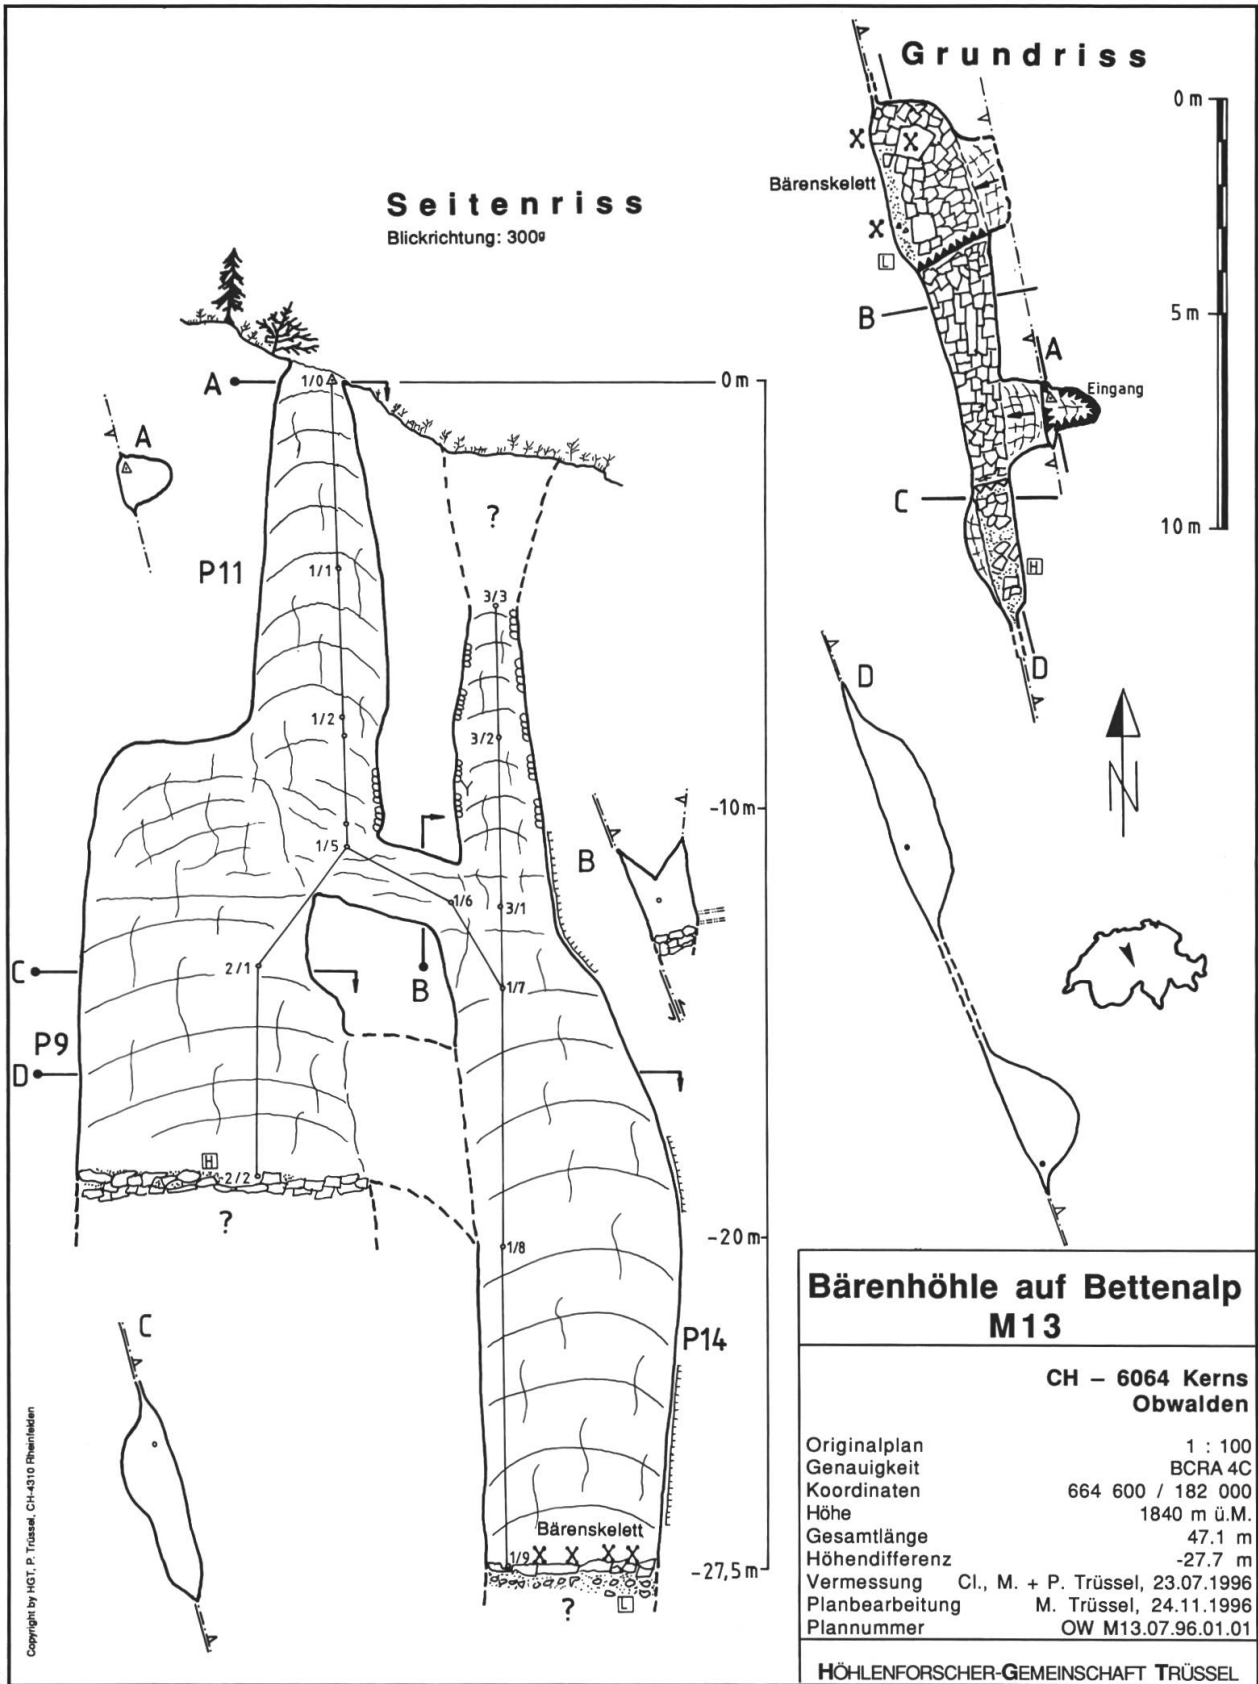 Grundriss
0 m
Bärenskelett
L
B
5 m
A
Eingang
C
10 m
H
D
Seitenriss
Blickrichtung: 300g
A
1/0
0 m
A
?
P11
1/1
3/3
1/2
3/2
-10 m
1/5
B
1/6
3/1
C
2/1
B
1/7
P9
D
H
2/2
?
1/8
-20 m
P14
C
Bärenskelett
1/9
-27,5 m
?
L
D
N
Bärenhöhle auf Bettenalp
M13
CH – 6064 Kerns
Obwalden
Originalplan 1 : 100
Genauigkeit BCRA 4C
Koordinaten 664 600 / 182 000
Höhe 1840 m ü.M.
Gesamtlänge 47.1 m
Höhendifferenz -27.7 m
Vermessung Cl., M. + P. Trüssel, 23.07.1996
Planbearbeitung M. Trüssel, 24.11.1996
Plannummer OW M13.07.96.01.01
HÖHLENFORSCHER-GEMEINSCHAFT TRÜSSEL
Copyright by HGT, P. Trüssel, CH-4310 Rheinfelden